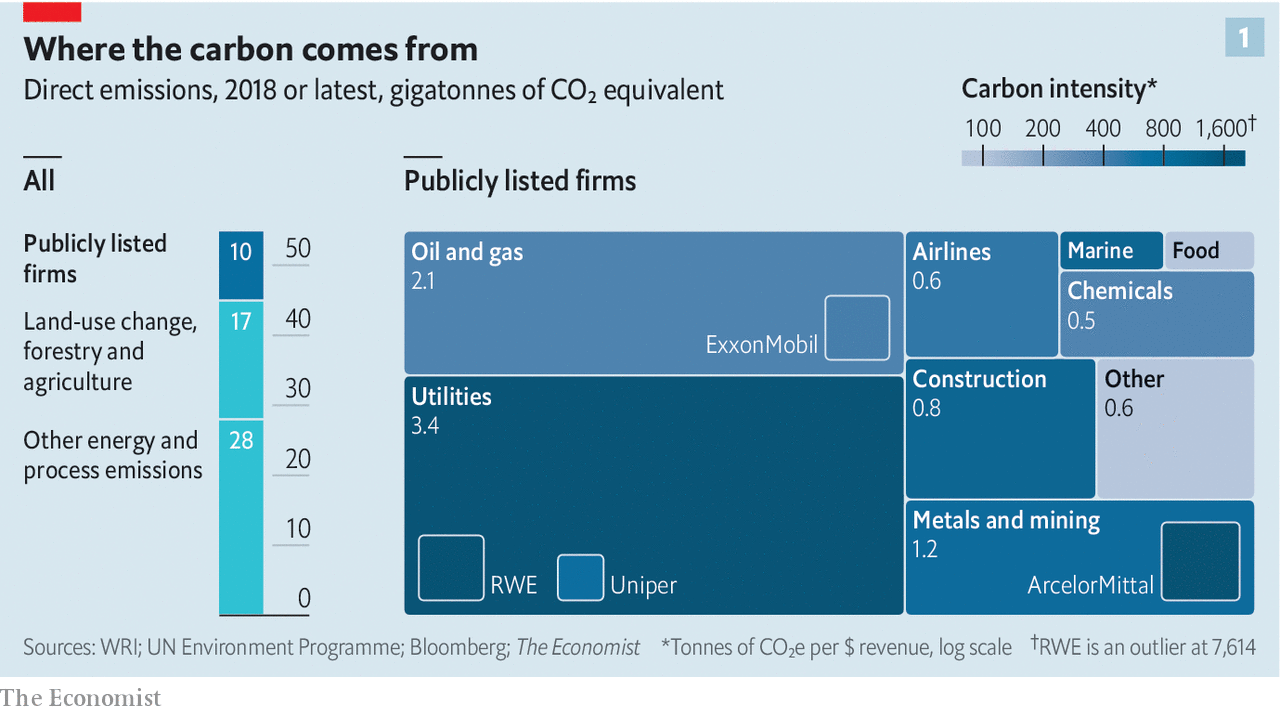 Where the carbon comes from
1
Direct emissions, 2018 or latest, gigatonnes of CO₂ equivalent
Carbon intensity*
100 200 400 800 1,600†
All
Publicly listed
firms
10
Land-use change,
forestry and
agriculture
17
Other energy and
process emissions
28
50
40
30
20
10
0
Publicly listed firms
Oil and gas
2.1
ExxonMobil
Utilities
3.4
RWE
Uniper
Airlines
0.6
Marine
Food
Chemicals
0.5
Construction
0.8
Other
0.6
Metals and mining
1.2
ArcelorMittal
Sources: WRI; UN Environment Programme; Bloomberg; The Economist *Tonnes of CO₂e per $ revenue, log scale †RWE is an outlier at 7,614
The Economist